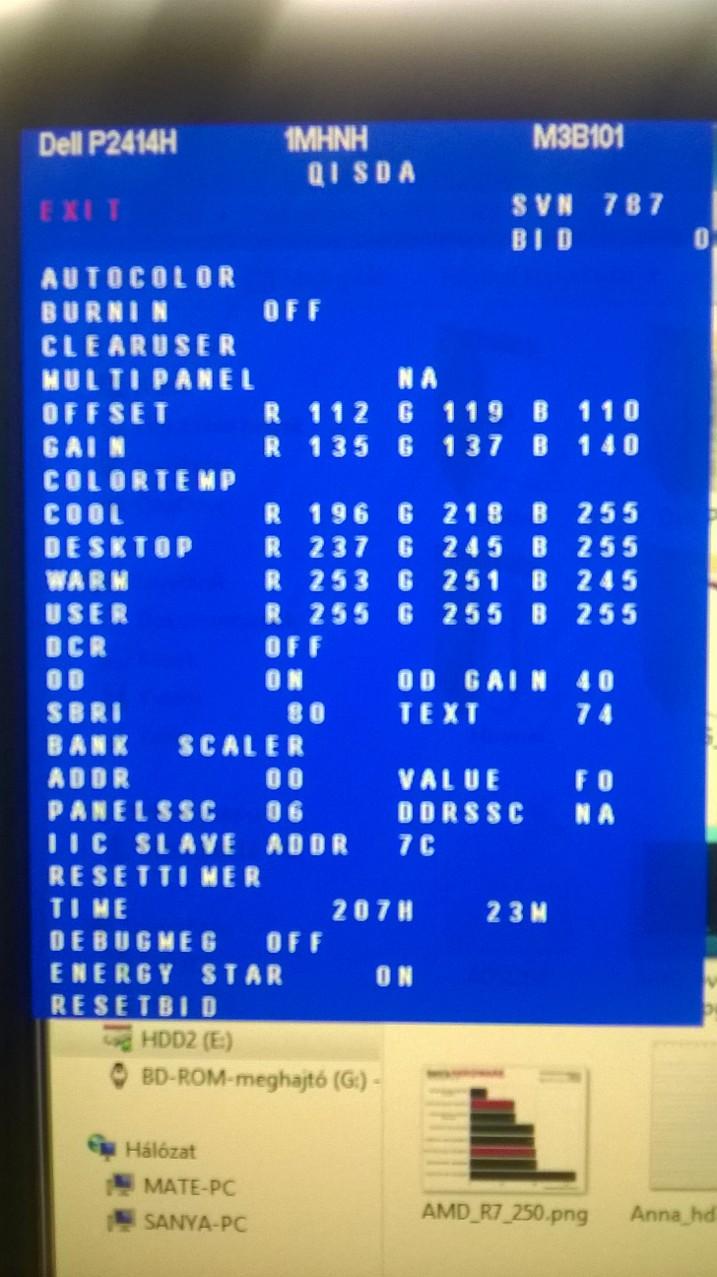 Dell P2414H 1MHNH M3B101
QISDA
EXIT SVN 787
BID 0
AUTOCOLOR
BURNIN OFF
CLEARUSER
MULTIPANEL NA
OFFSET R 112 G 119 B 110
GAIN R 135 G 137 B 140
COLORTEMP
COOL R 196 G 218 B 255
DESKTOP R 237 G 245 B 255
WARM R 253 G 251 B 245
USER R 255 G 255 B 255
DCR OFF
OD ON OD GAIN 40
SBRI 80 TEXT 74
BANK SCALER
ADDR 00 VALUE F0
PANELSSC 06 DDRSSC NA
IIC SLAVE ADDR 7C
RESETTIMER
TIME 207H 23M
DEBUGMEG OFF
ENERGY STAR ON
RESETBID
HDD2 (E:)
BD-ROM-meghajtó (G:) -
Hálózat
MATE-PC
SANYA-PC
AMD_R7_250.png Anna_hd